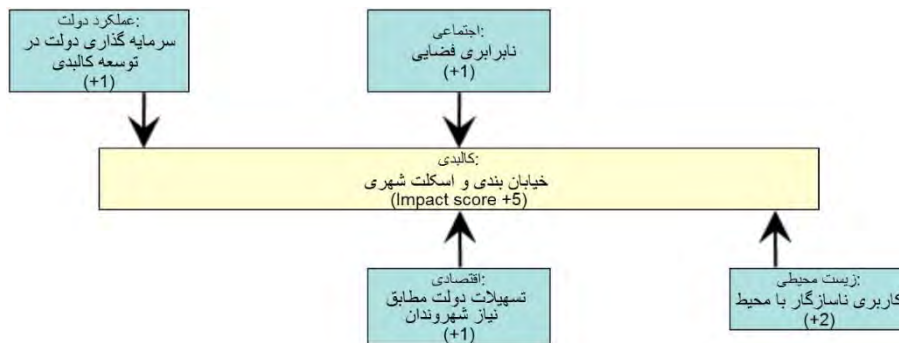 عملکرد دولت:
سرمایه گذاری دولت در
توسعه کالبدی
(+1)
اجتماعی:
نابرابری فضایی
(+1)
کالبدی:
خیابان بندی و اسکلت شهری
(Impact score +5)
اقتصادی:
تسهیلات دولت مطابق
نیاز شهروندان
(+1)
زیست محیطی:
کاربری ناسازگار با محیط
(+2)